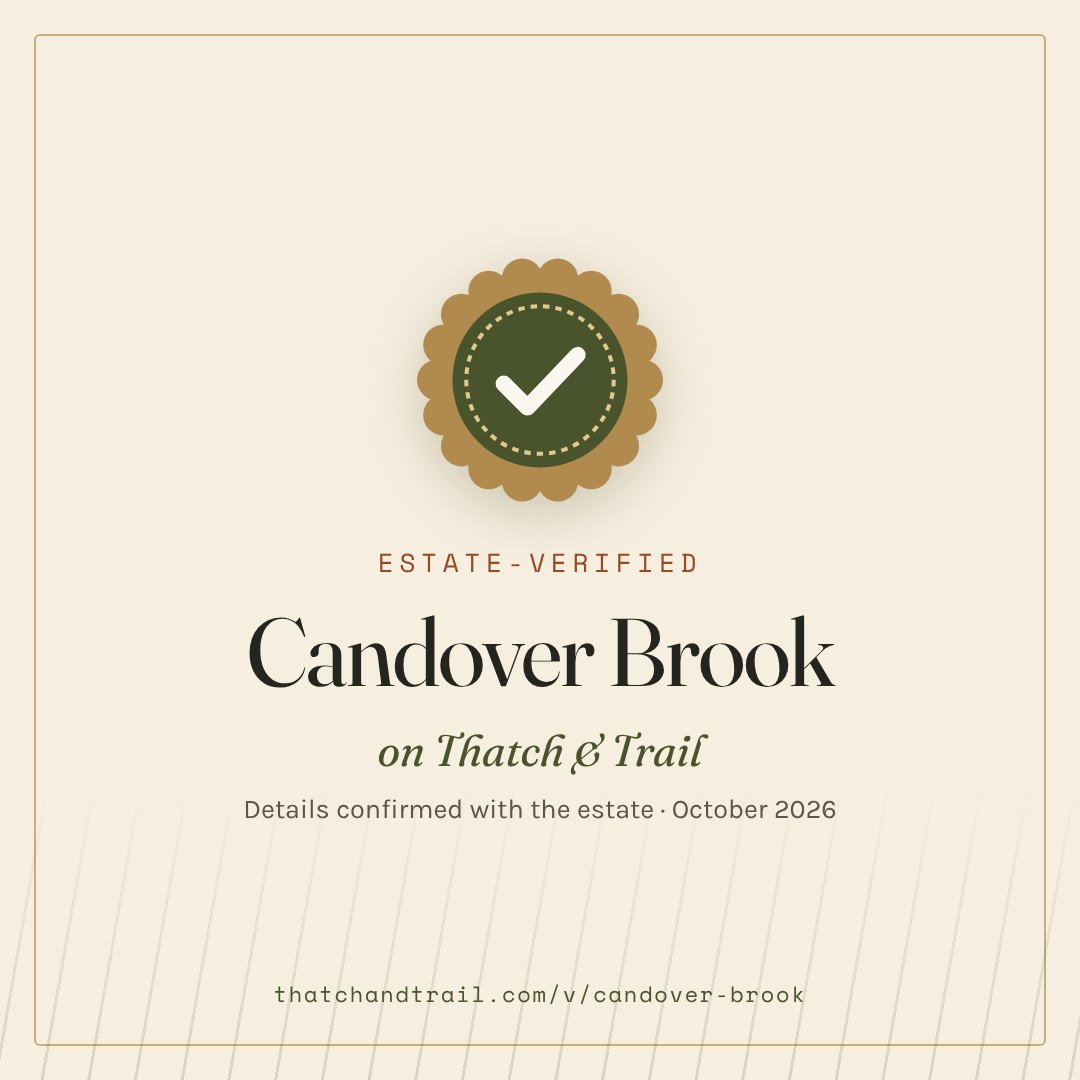 ESTATE-VERIFIED
Candover Brook
on Thatch & Trail
Details confirmed with the estate · October 2026
thatchandtrail.com/v/candover-brook